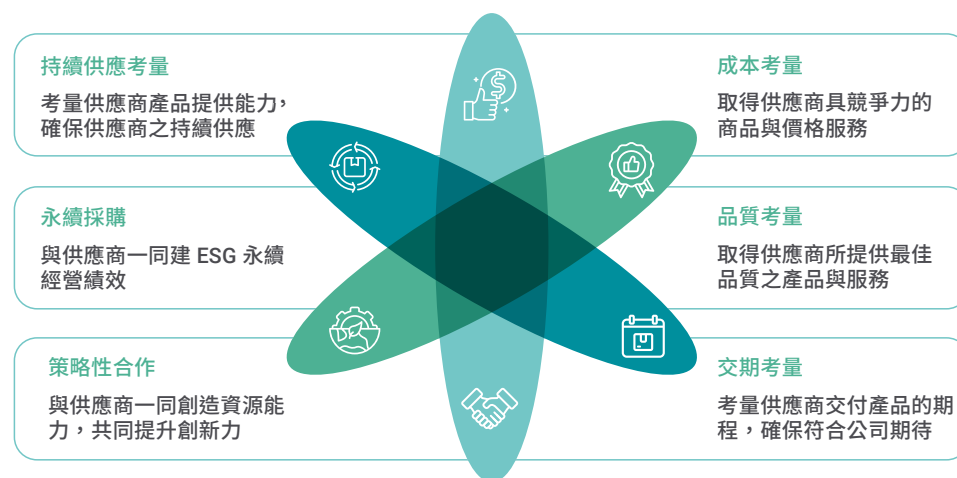 持續供應考量
考量供應商產品提供能力，
確保供應商之持續供應
永續採購
與供應商一同建 ESG 永續
經營績效
策略性合作
與供應商一同創造資源能
力，共同提升創新力
成本考量
取得供應商具競爭力的
商品與價格服務
品質考量
取得供應商所提供最佳
品質之產品與服務
交期考量
考量供應商交付產品的期
程，確保符合公司期待